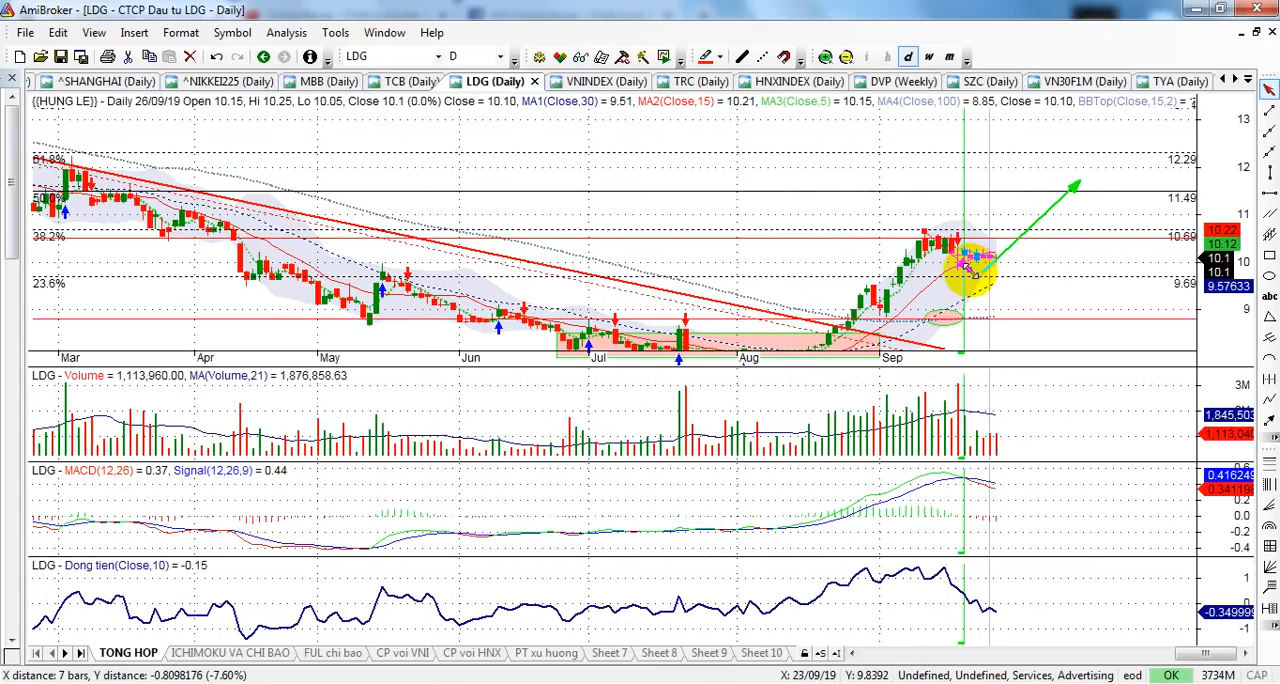 AmiBroker - [LDG - CTCP Dau tu LDG - Daily]
File Edit View Insert Format Symbol Analysis Tools Window Help
LDG D i h d w m
^SHANGHAI (Daily) ^NIKKEI225 (Daily) MBB (Daily) TCB (Daily) LDG (Daily) VNINDEX (Daily) TRC (Daily) HNXINDEX (Daily) DVP (Weekly) SZC (Daily) VN30F1M (Daily) TYA (Daily)
{{HUNG LE}} - Daily 26/09/19 Open 10.15, Hi 10.25, Lo 10.05, Close 10.1 (0.0%) Close = 10.10, MA1(Close,30) = 9.51, MA2(Close,15) = 10.21, MA3(Close,5) = 10.15, MA4(Close,100) = 8.85, Close = 10.10, BBTop(Close,15,2) =
13
61.8% 12.29
12
50.0% 11.49
11
38.2% 10.69
10.22
10.12
10
10.1
10.1
23.6% 9.69
9.57633
9
Mar Apr May Jun Jul Aug Sep
LDG - Volume = 1,113,960.00, MA(Volume,21) = 1,876,858.63
3M
1,845,503
1,113,040
LDG - MACD(12,26) = 0.37, Signal(12,26,9) = 0.44
0.416249
0.341198
0.2
0.0
-0.2
-0.4
LDG - Dong tien(Close,10) = -0.15
1
0
-0.349999
-1
TONG HOP ICHIMOKU VA CHI BAO FUL chi bao CP voi VNI CP voi HNX PT xu huong Sheet 7 Sheet 8 Sheet 9 Sheet 10
X distance: 7 bars, Y distance: -0.8098176 (-7.60%) X: 23/09/19 Y: 9.8392 Undefined, Undefined, Services, Advertising eod OK 3734M CAP
abc